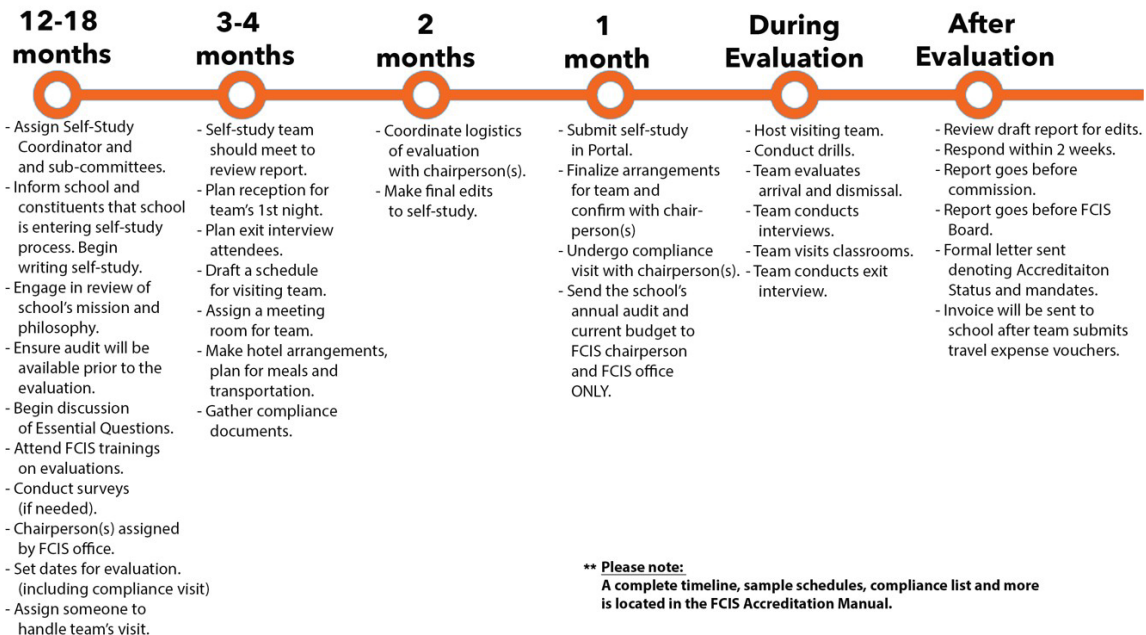 12-18
months
- Assign Self-Study
Coordinator and
and sub-committees.
- Inform school and
constituents that school
is entering self-study
process. Begin
writing self-study.
- Engage in review of
school's mission and
philosophy.
- Ensure audit will be
available prior to the
evaluation.
- Begin discussion
of Essential Questions.
- Attend FCIS trainings
on evaluations.
- Conduct surveys
(if needed).
- Chairperson(s) assigned
by FCIS office.
- Set dates for evaluation.
(including compliance visit)
- Assign someone to
handle team's visit.
3-4
months
- Self-study team
should meet to
review report.
- Plan reception for
team's 1st night.
- Plan exit interview
attendees.
- Draft a schedule
for visiting team.
- Assign a meeting
room for team.
- Make hotel arrangements,
plan for meals and
transportation.
- Gather compliance
documents.
2
months
- Coordinate logistics
of evaluation
with chairperson(s).
- Make final edits
to self-study.
1
month
- Submit self-study
in Portal.
- Finalize arrangements
for team and
confirm with chair-
person(s)
- Undergo compliance
visit with chairperson(s).
- Send the school's
annual audit and
current budget to
FCIS chairperson
and FCIS office
ONLY.
During
Evaluation
- Host visiting team.
- Conduct drills.
- Team evaluates
arrival and dismissal.
- Team conducts
interviews.
- Team visits classrooms.
- Team conducts exit
interview.
After
Evaluation
- Review draft report for edits.
- Respond within 2 weeks.
- Report goes before
commission.
- Report goes before FCIS
Board.
- Formal letter sent
denoting Accreditaiton
Status and mandates.
- Invoice will be sent to
school after team submits
travel expense vouchers.
** Please note:
A complete timeline, sample schedules, compliance list and more
is located in the FCIS Accreditation Manual.